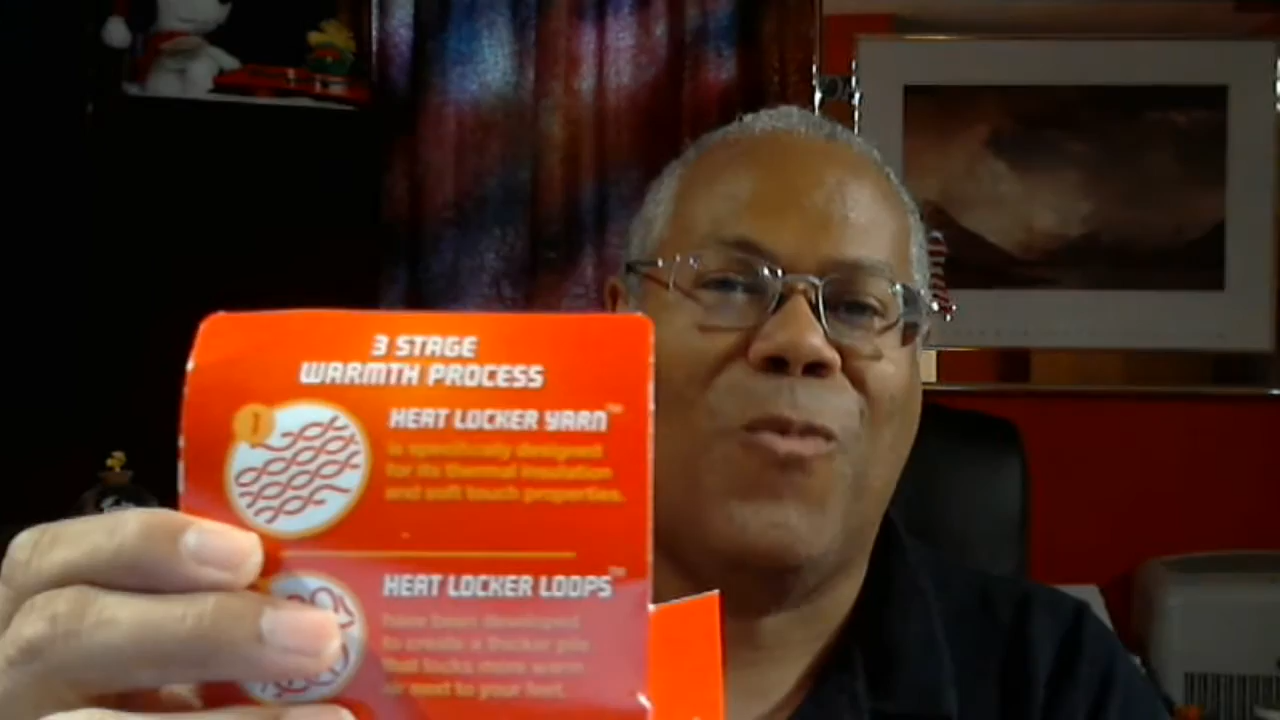 3 STAGE
WARMTH PROCESS
1
HEAT LOCKER YARN™
is specifically designed
for its thermal insulation
and soft touch properties.
HEAT LOCKER LOOPS™
have been developed
to create a thicker pile
that locks more warm
air next to your feet.